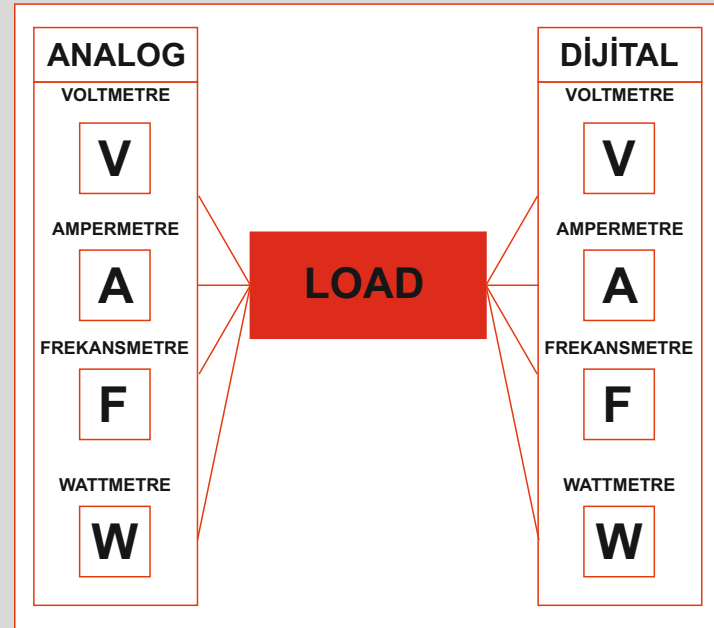 ANALOG
VOLTMETRE
V
AMPERMETRE
A
FREKANSMETRE
F
WATTMETRE
W
LOAD
DİJİTAL
VOLTMETRE
V
AMPERMETRE
A
FREKANSMETRE
F
WATTMETRE
W